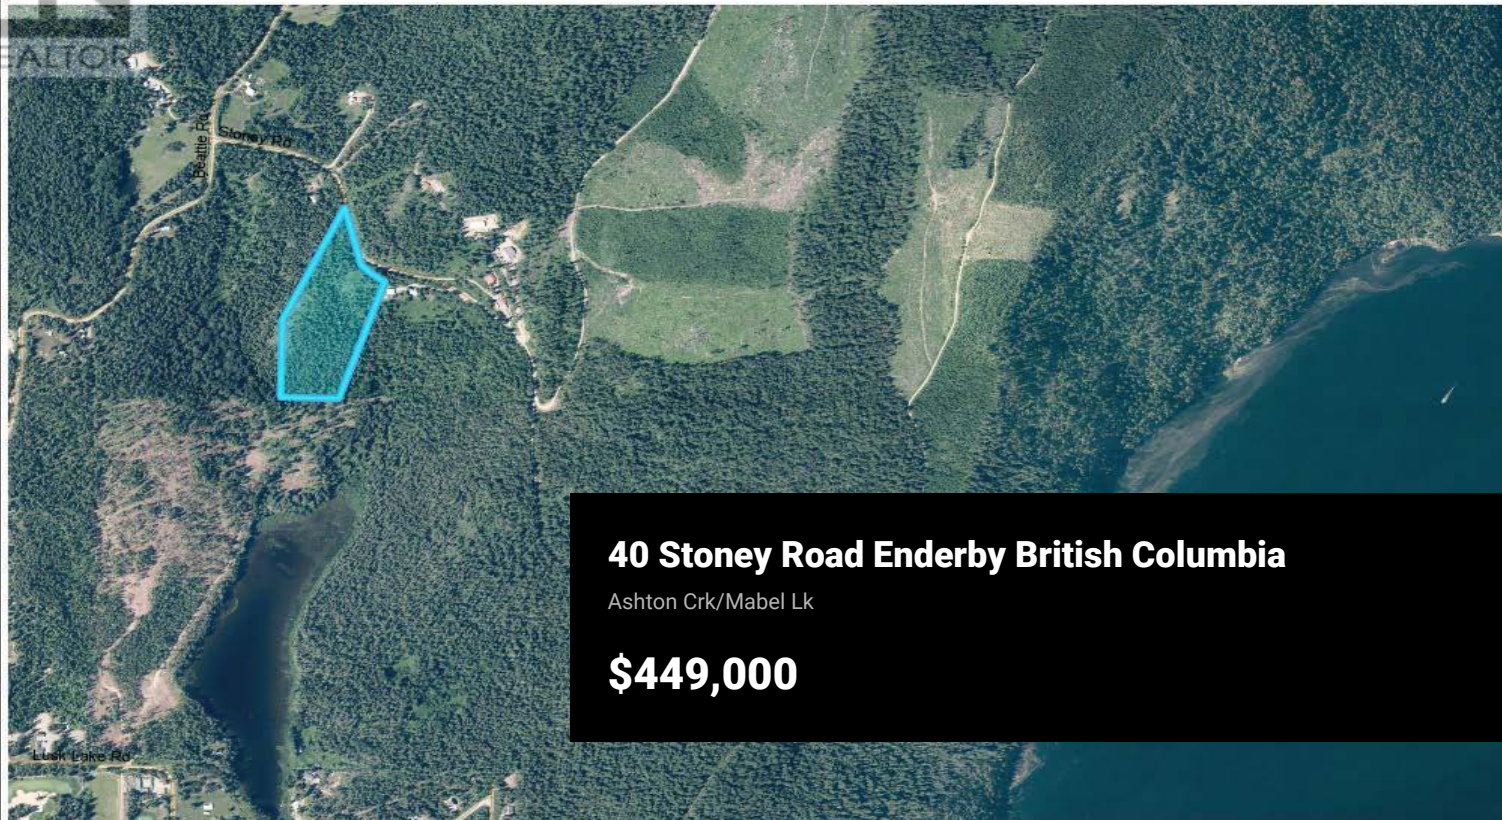 REALTOR
Beattie Rd
Stoney Rd
40 Stoney Road Enderby British Columbia
Ashton Crk/Mabel Lk
$449,000
Lusk Lake Rd